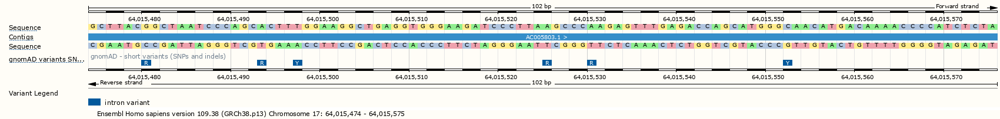 102 bp Forward strand
64,015,480 64,015,490 64,015,500 64,015,510 64,015,520 64,015,530 64,015,540 64,015,550 64,015,560 64,015,570
Sequence G C T T A C G G C T A A T C C C A G C A C T T T G G A A G G C T G A G G T G G G A A G A T C C C T T A A G C C C A A G A G T T T G A G A C C A G C A T G G G C A A C A T G A C A A A A C C C C A T C T C T A
Contigs AC005803.1 >
Sequence C G A A T G C C G A T T A G G G T C G T G A A A C C T T C C G A C T C C A C C C T T C T A G G G A A T T C G G G T T C T C A A A C T C T G G T C G T A C C C G T T G T A C T G T T T T G G G G T A G A G A T
gnomAD - short variants (SNPs and indels)
gnomAD variants SN... R R Y R R Y
64,015,480 64,015,490 64,015,500 64,015,510 64,015,520 64,015,530 64,015,540 64,015,550 64,015,560 64,015,570
Reverse strand 102 bp
Variant Legend
intron variant
Ensembl Homo sapiens version 109.38 (GRCh38.p13) Chromosome 17: 64,015,474 - 64,015,575